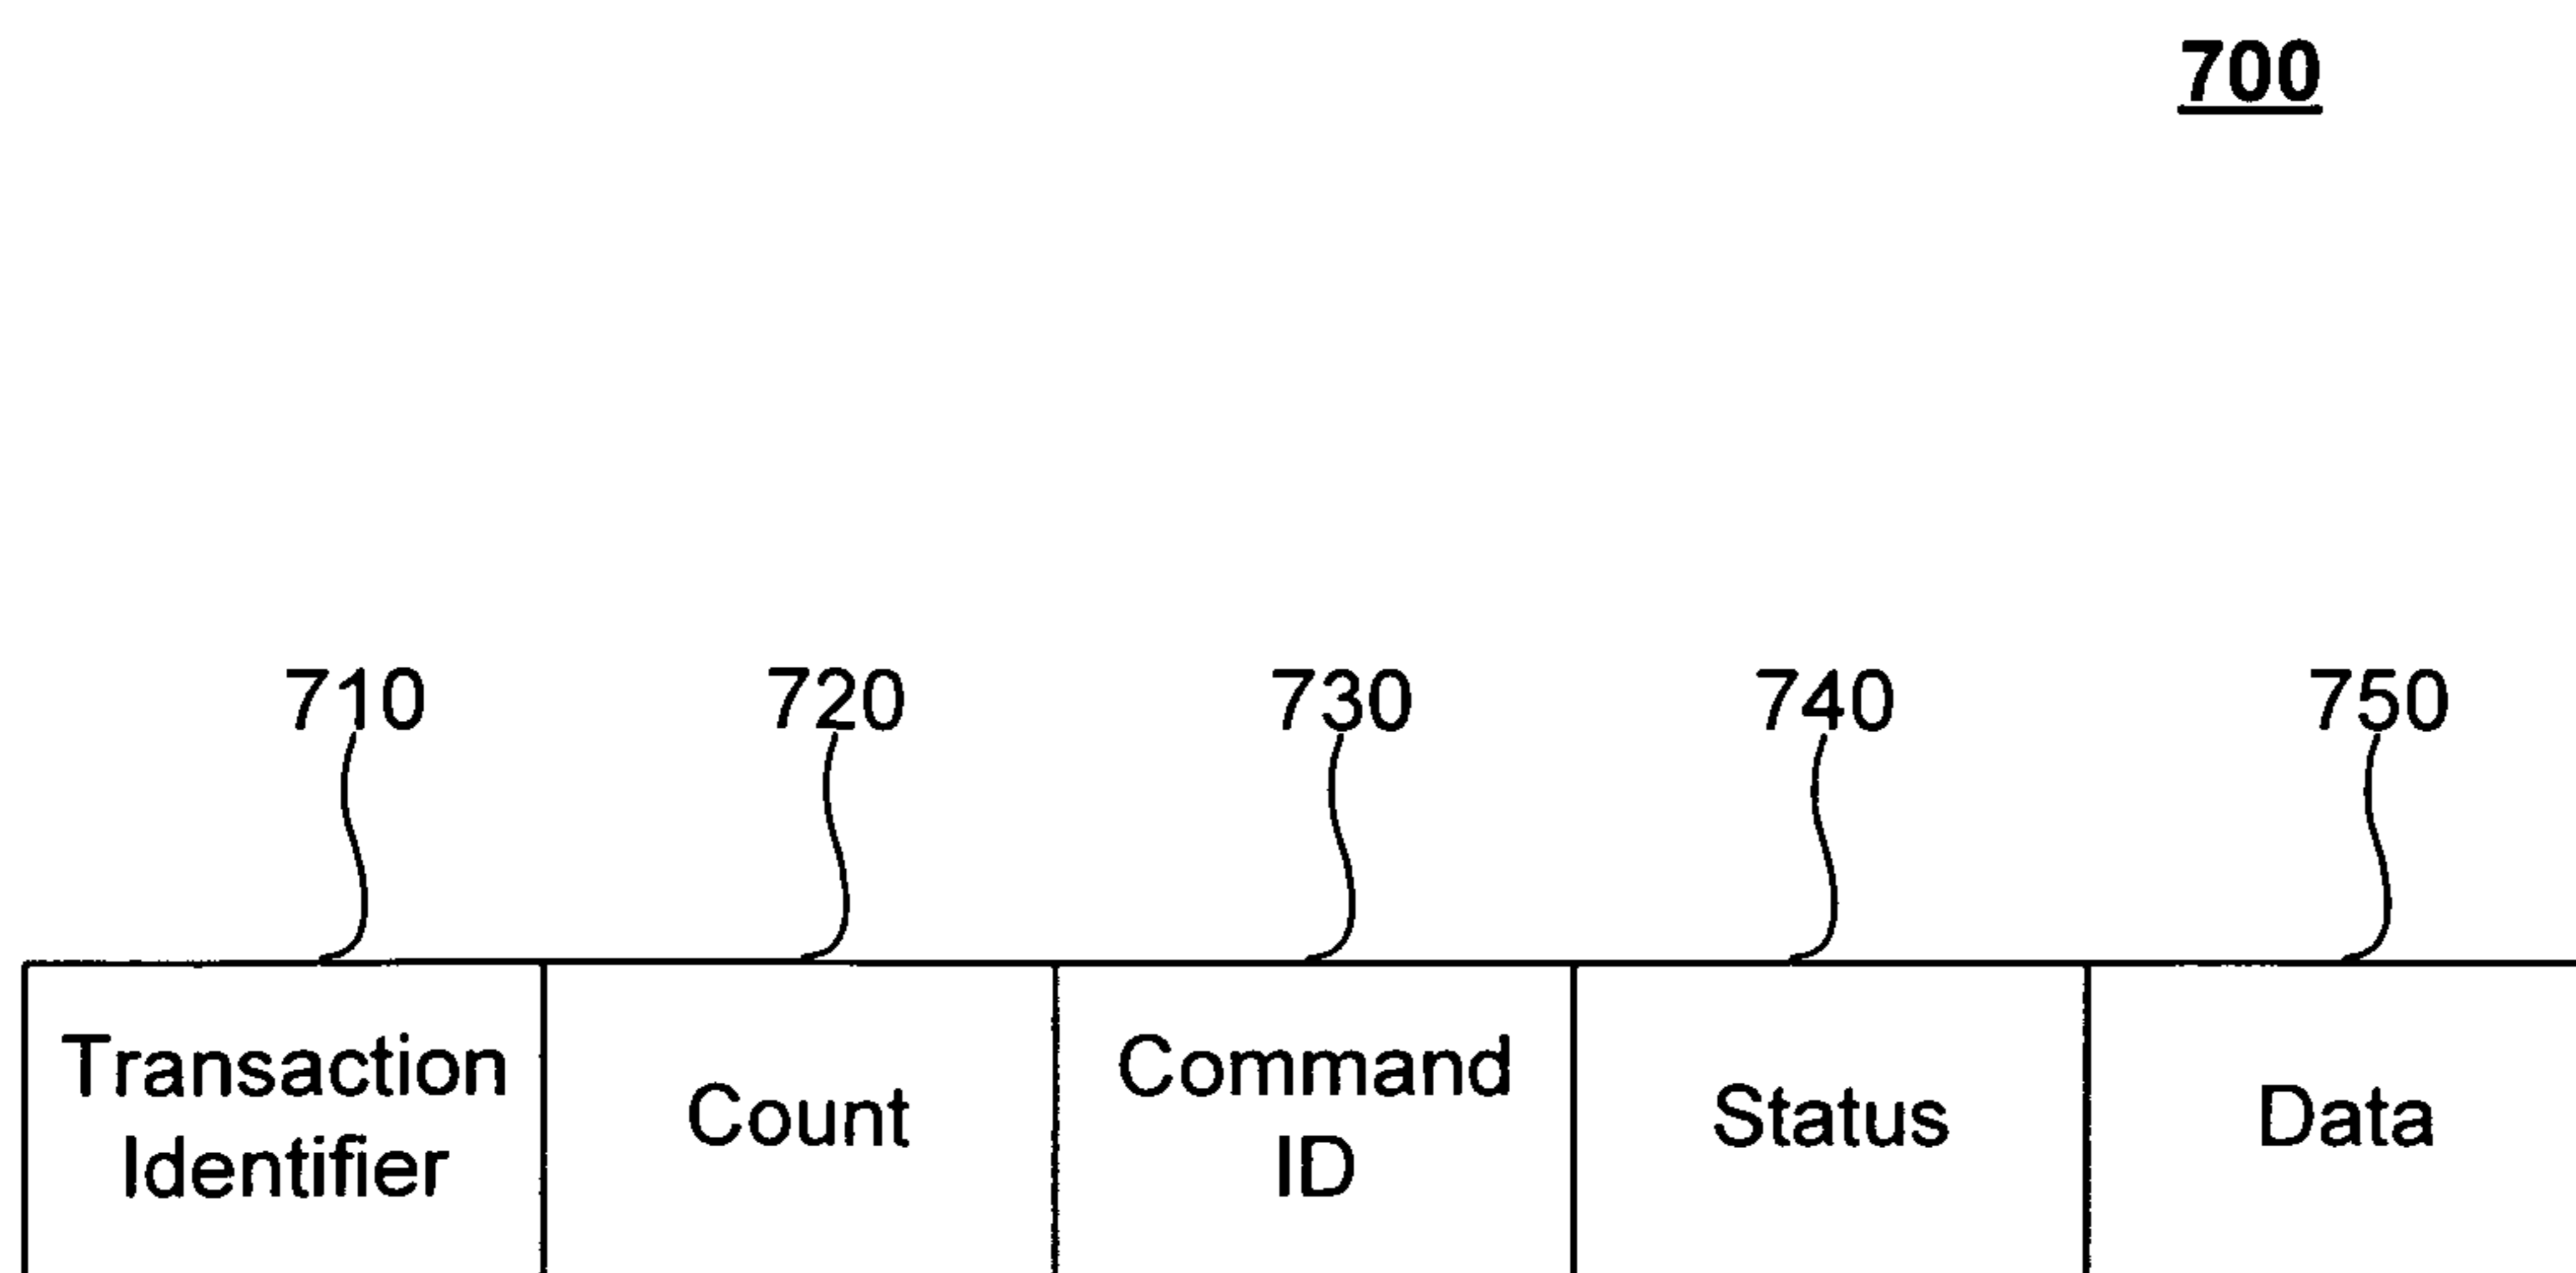 700
710 720 730 740 750
Transaction
Identifier
Count
Command
ID
Status
Data